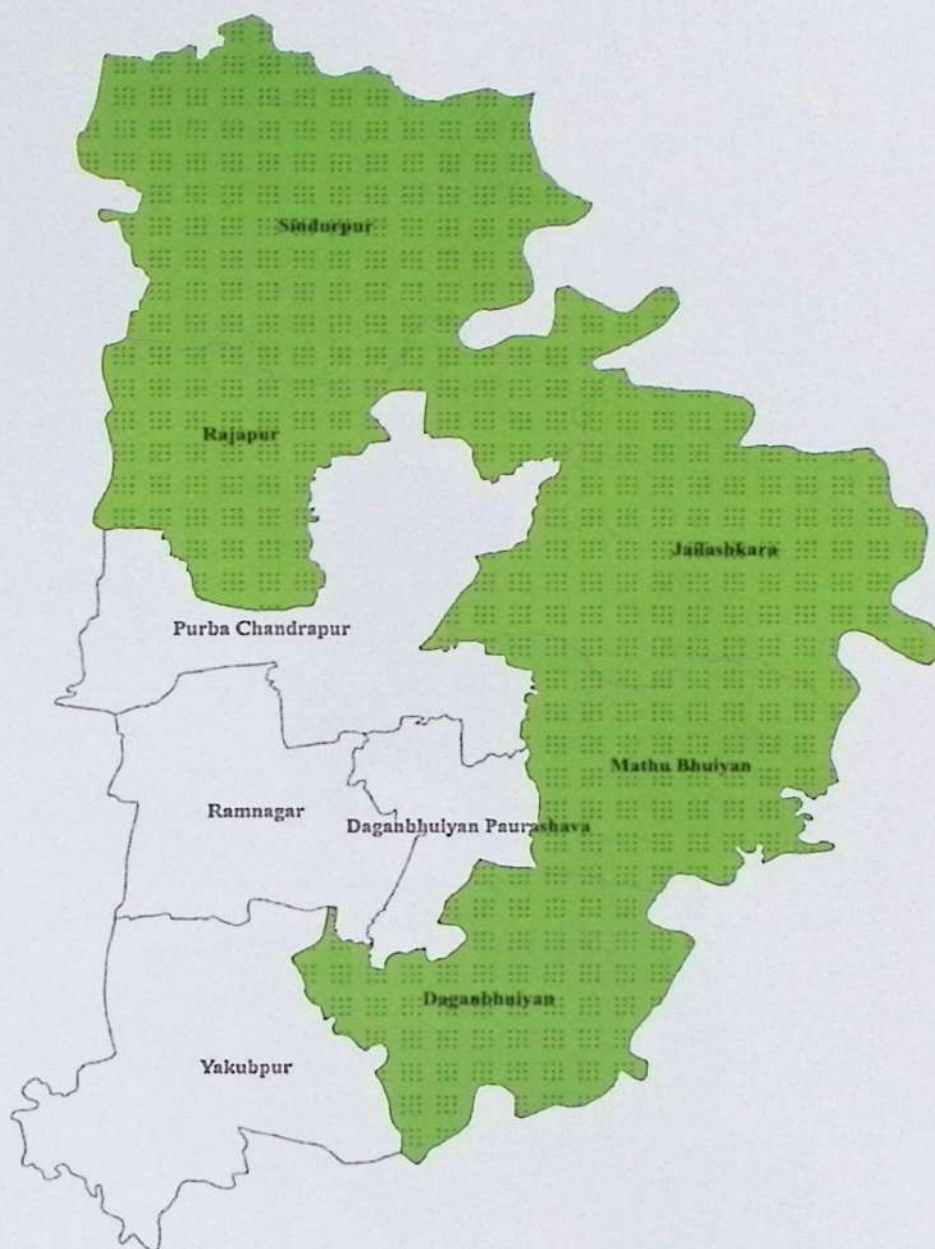 Sindurpur
Rajapur
Jailashkara
Purba Chandrapur
Mathu Bhuiyan
Ramnagar
Daganbhuiyan Paurashava
Daganbhuiyan
Yakubpur